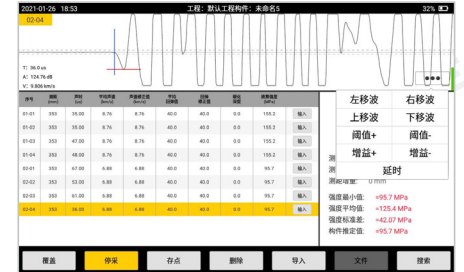 2021-01-26 18:53
工程：默认工程构件：未命名5
32%
02-04
T: 36.0 us
A: 124.76 dB
V: 9.806 km/s
•••
左移波 右移波
上移波 下移波
阈值+ 阈值-
增益+ 增益-
延时
序号 测距 (mm) 声时 (us) 平均声速 (km/s) 声速修正值 (km/s) 平均回弹值 回弹修正值 碳化深度 (MPa)
01-01 353 35.00 8.76 8.76 40.0 40.0 0.0 155.2 输入
01-02 353 35.00 8.76 8.76 40.0 40.0 0.0 155.2 输入
01-03 353 47.00 8.76 8.76 40.0 40.0 0.0 155.2 输入
01-04 353 48.00 8.76 8.76 40.0 40.0 0.0 155.2 输入
02-01 353 67.00 6.88 6.88 40.0 40.0 0.0 95.7 输入
02-02 353 53.00 6.88 6.88 40.0 40.0 0.0 95.7 输入
02-03 353 61.00 6.88 6.88 40.0 40.0 0.0 95.7 输入
02-04 353 36.00 6.88 6.88 40.0 40.0 0.0 95.7 输入
测
测
测距增量: 0 mm
强度最小值: =95.7 MPa
强度平均值: =125.4 MPa
强度标准差: =42.07 MPa
构件推定值: =95.7 MPa
覆盖 停采 存点 删除 导入 文件 搜索